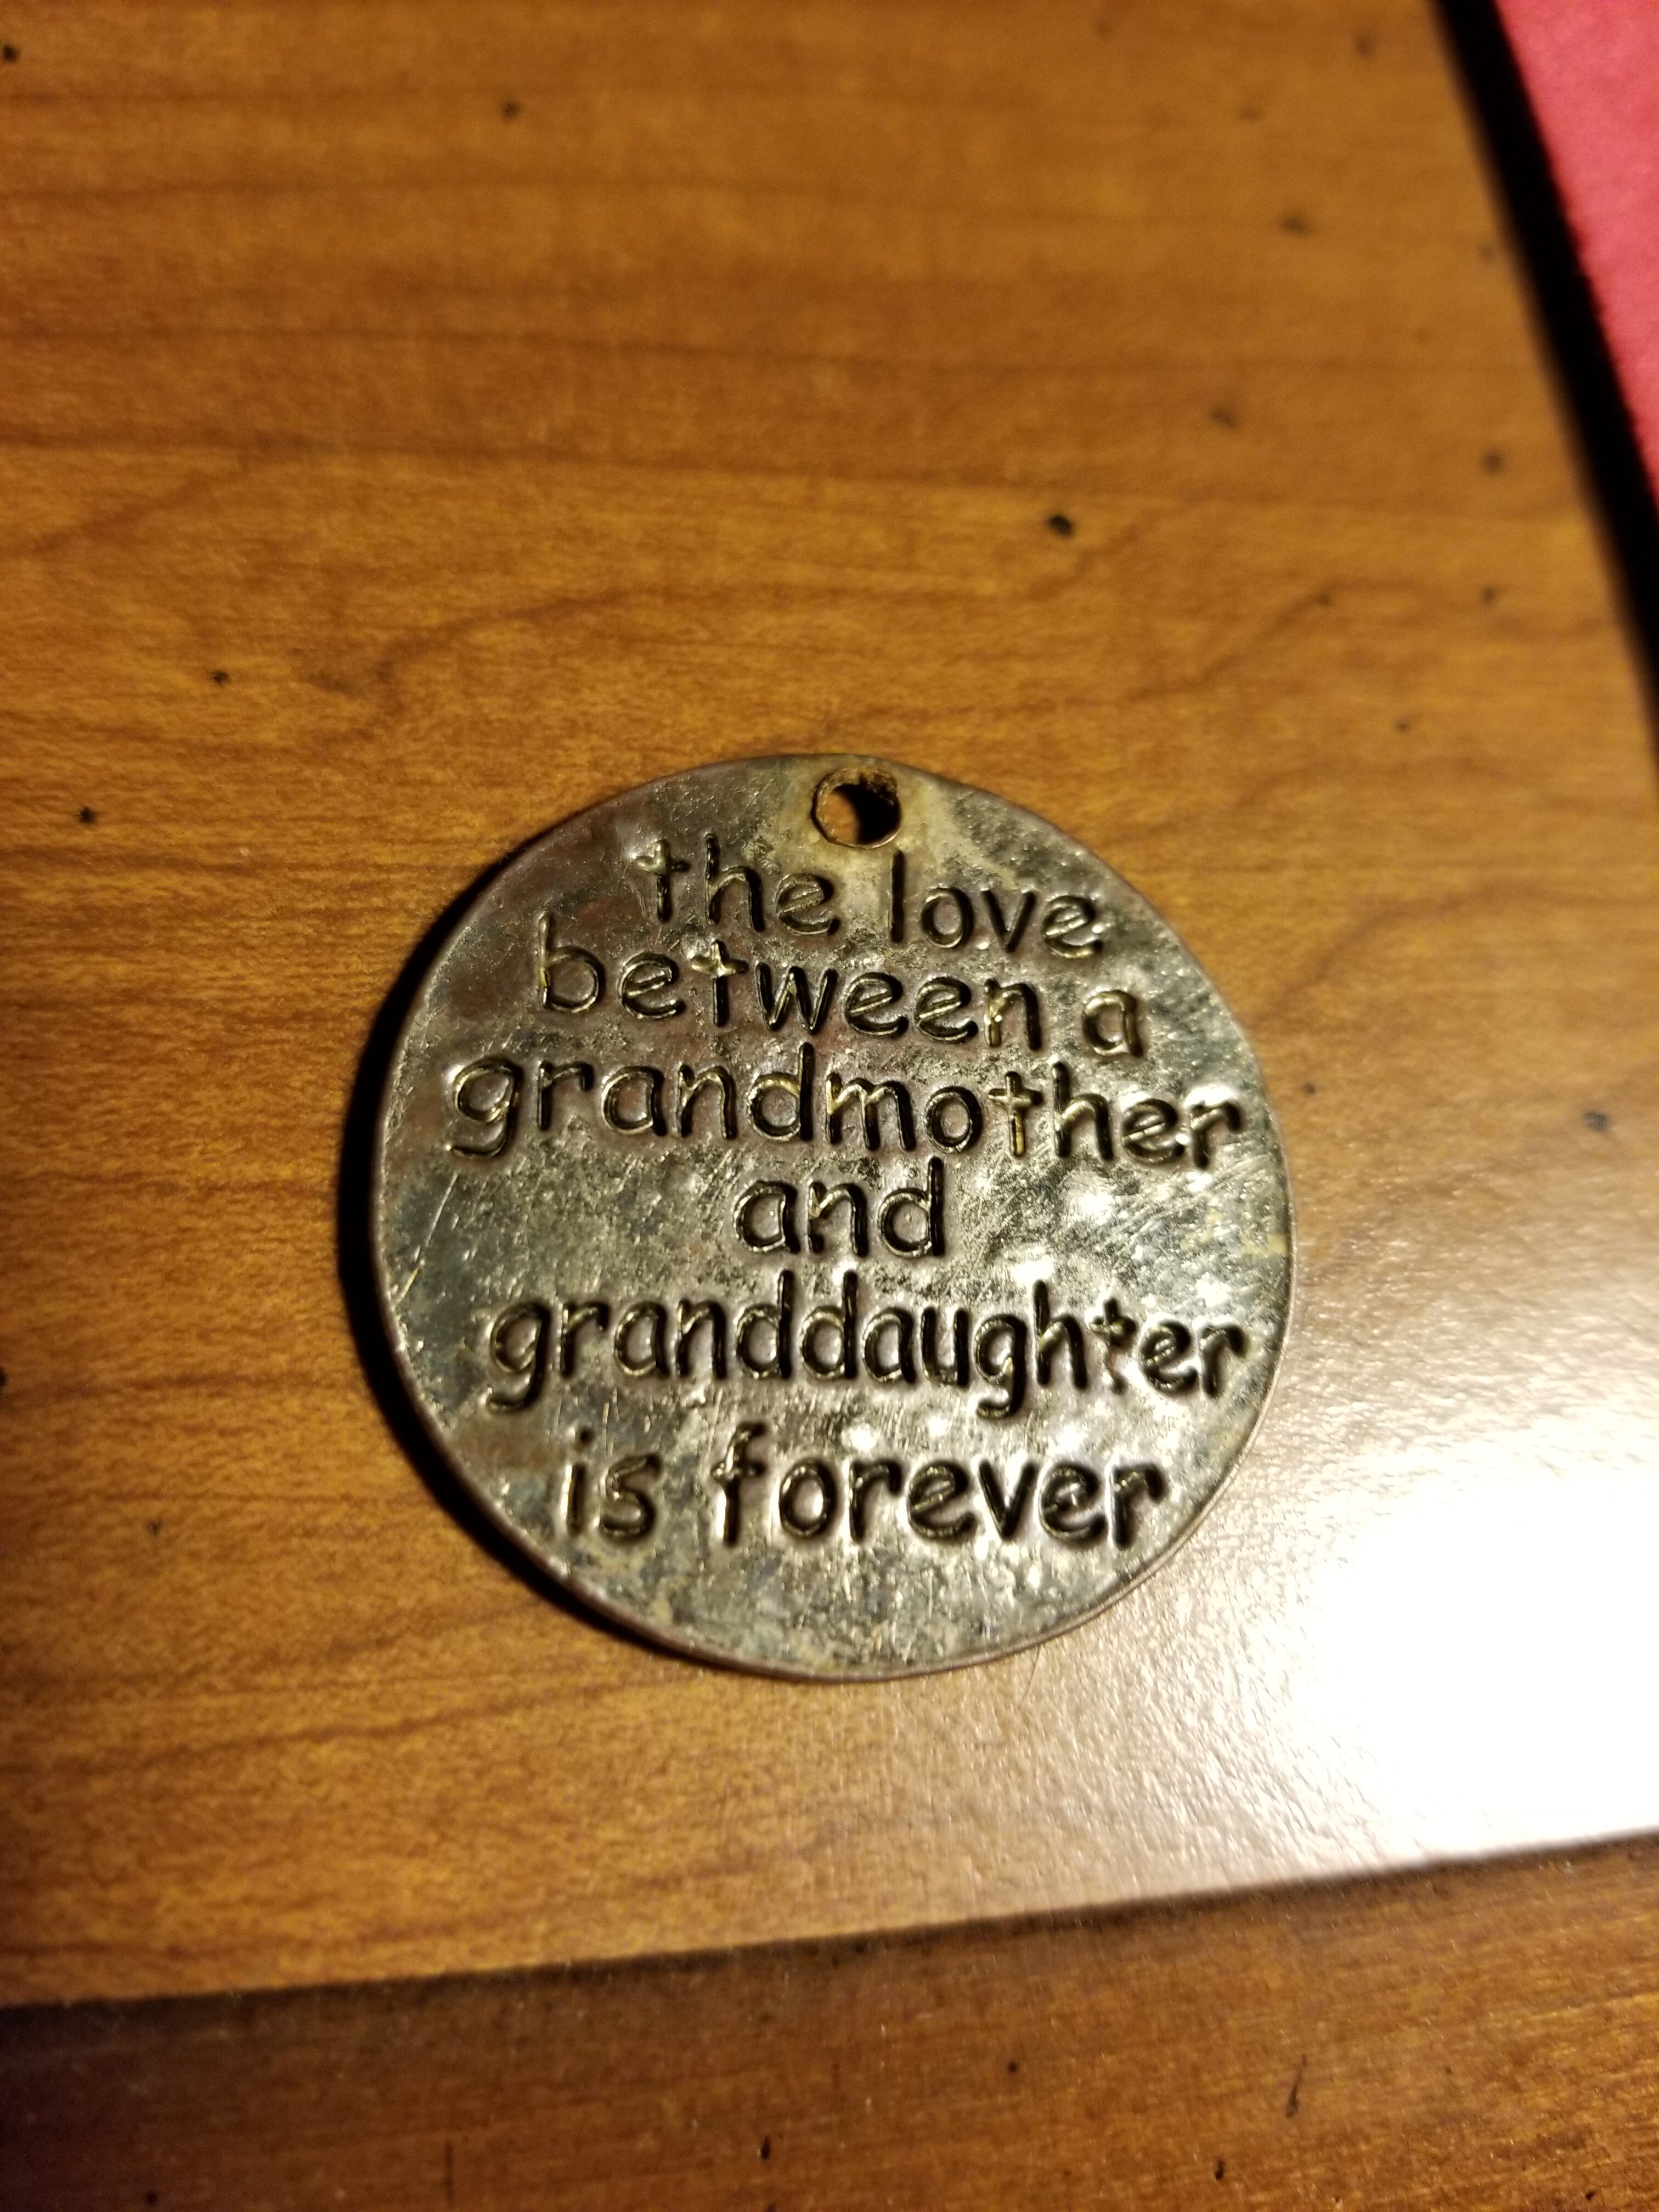 the love
between a
grandmother
and
granddaughter
is forever